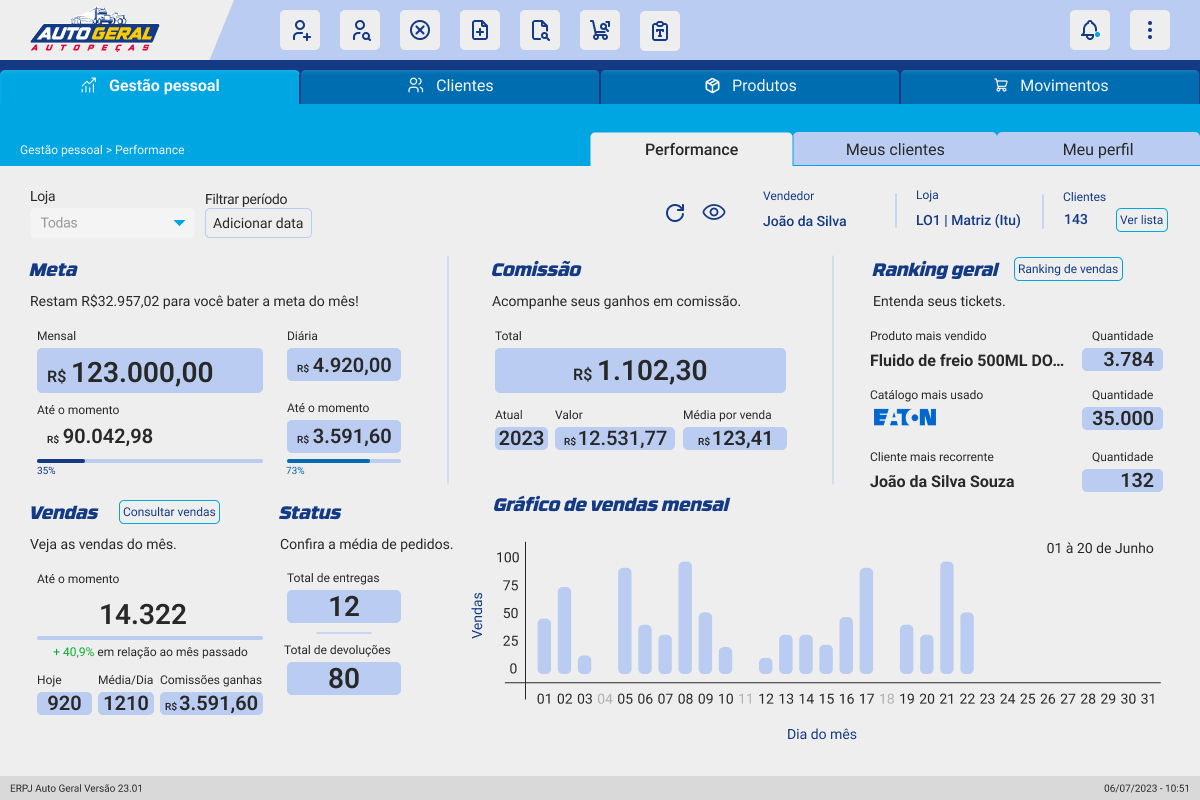 AUTO GERAL
AUTOPEÇAS
Gestão pessoal
Clientes
Produtos
Movimentos
Gestão pessoal > Performance
Performance
Meus clientes
Meu perfil
Loja
Todas
Filtrar período
Adicionar data
Vendedor
João da Silva
Loja
LO1 | Matriz (Itu)
Clientes
143
Ver lista
Meta
Restam R$32.957,02 para você bater a meta do mês!
Mensal
R$ 123.000,00
Diária
R$ 4.920,00
Até o momento
R$ 90.042,98
35%
Até o momento
R$ 3.591,60
73%
Comissão
Acompanhe seus ganhos em comissão.
Total
R$ 1.102,30
Atual
2023
Valor
R$ 12.531,77
Média por venda
R$ 123,41
Ranking geral
Ranking de vendas
Entenda seus tickets.
Produto mais vendido
Quantidade
Fluido de freio 500ML DO...
3.784
Catálogo mais usado
Quantidade
EATON
35.000
Cliente mais recorrente
Quantidade
João da Silva Souza
132
Vendas
Consultar vendas
Veja as vendas do mês.
Até o momento
14.322
+ 40,9% em relação ao mês passado
Hoje
920
Média/Dia
1210
Comissões ganhas
R$ 3.591,60
Status
Confira a média de pedidos.
Total de entregas
12
Total de devoluções
80
Gráfico de vendas mensal
01 à 20 de Junho
Vendas
100
75
50
25
0
01 02 03 04 05 06 07 08 09 10 11 12 13 14 15 16 17 18 19 20 21 22 23 24 25 26 27 28 29 30 31
Dia do mês
ERPJ Auto Geral Versão 23.01
06/07/2023 - 10:51